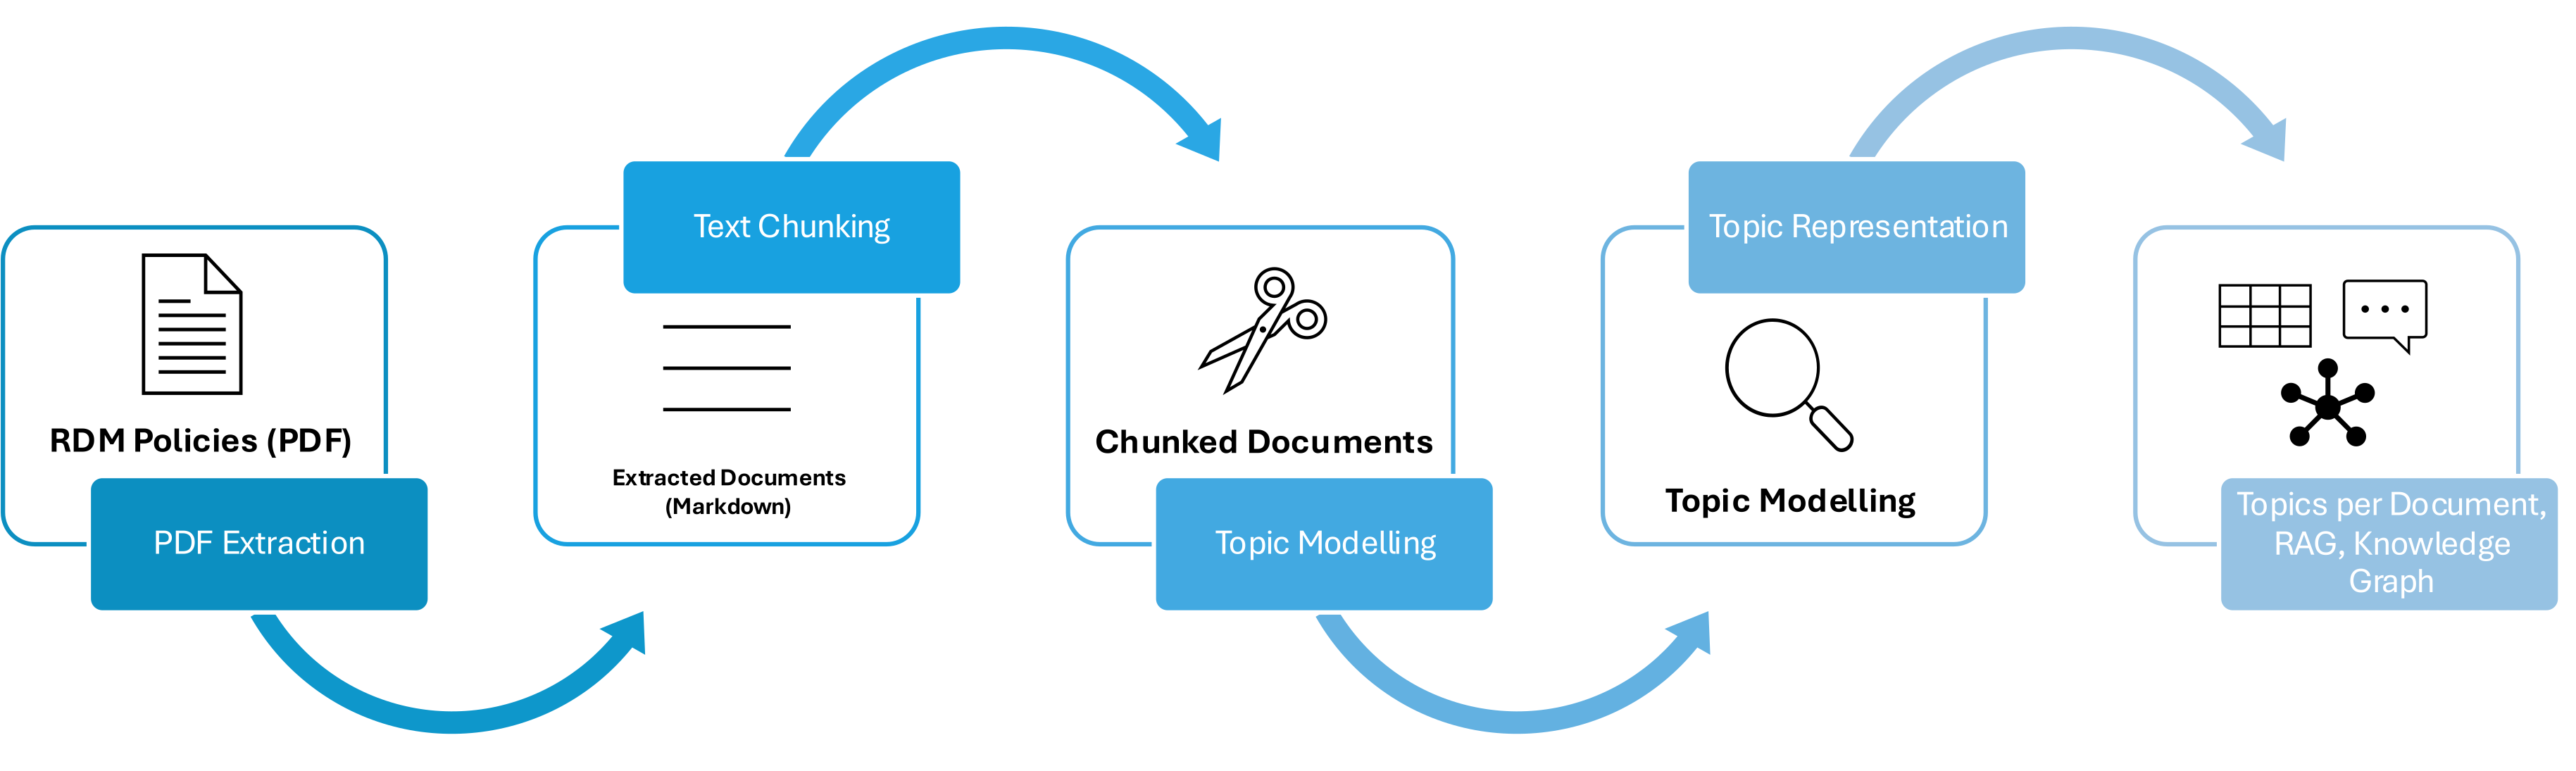 RDM Policies (PDF)
PDF Extraction
Text Chunking
Extracted Documents
(Markdown)
Chunked Documents
Topic Modelling
Topic Representation
Topic Modelling
Topics per Document,
RAG, Knowledge
Graph